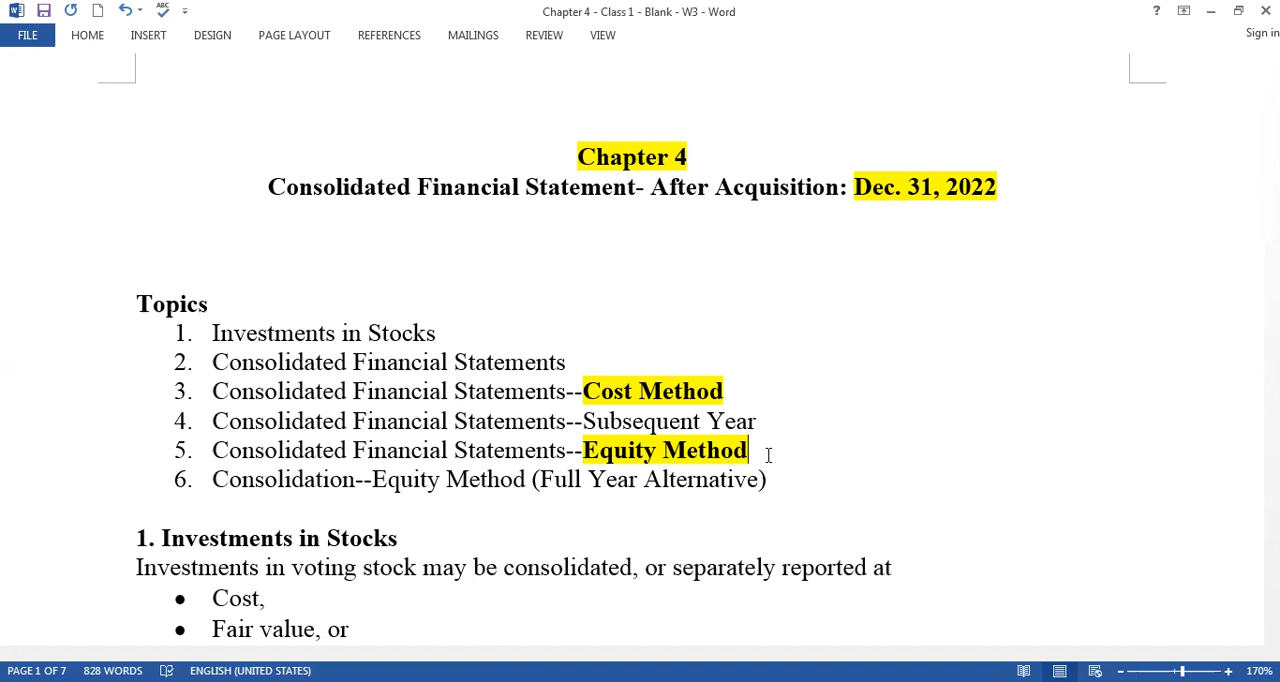 Chapter 4 - Class 1 - Blank - W3 - Word
?
Sign in
FILE HOME INSERT DESIGN PAGE LAYOUT REFERENCES MAILINGS REVIEW VIEW
Chapter 4
Consolidated Financial Statement- After Acquisition: Dec. 31, 2022
Topics
1. Investments in Stocks
2. Consolidated Financial Statements
3. Consolidated Financial Statements--Cost Method
4. Consolidated Financial Statements--Subsequent Year
5. Consolidated Financial Statements--Equity Method
6. Consolidation--Equity Method (Full Year Alternative)
1. Investments in Stocks
Investments in voting stock may be consolidated, or separately reported at
● Cost,
● Fair value, or
PAGE 1 OF 7 828 WORDS ENGLISH (UNITED STATES) 170%